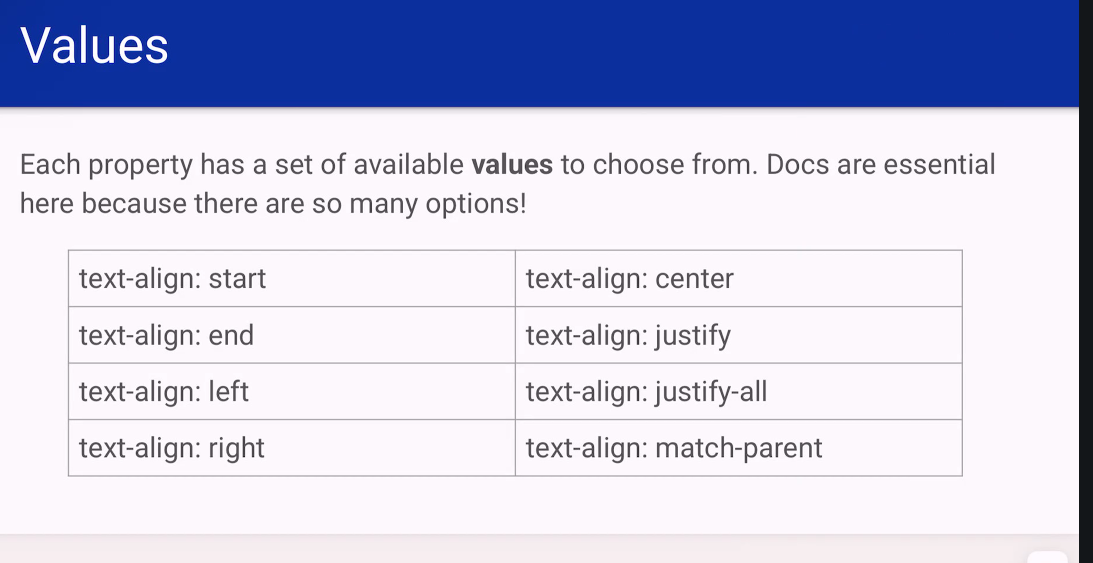 Values
Each property has a set of available values to choose from. Docs are essential
here because there are so many options!
text-align: start
text-align: center
text-align: end
text-align: justify
text-align: left
text-align: justify-all
text-align: right
text-align: match-parent